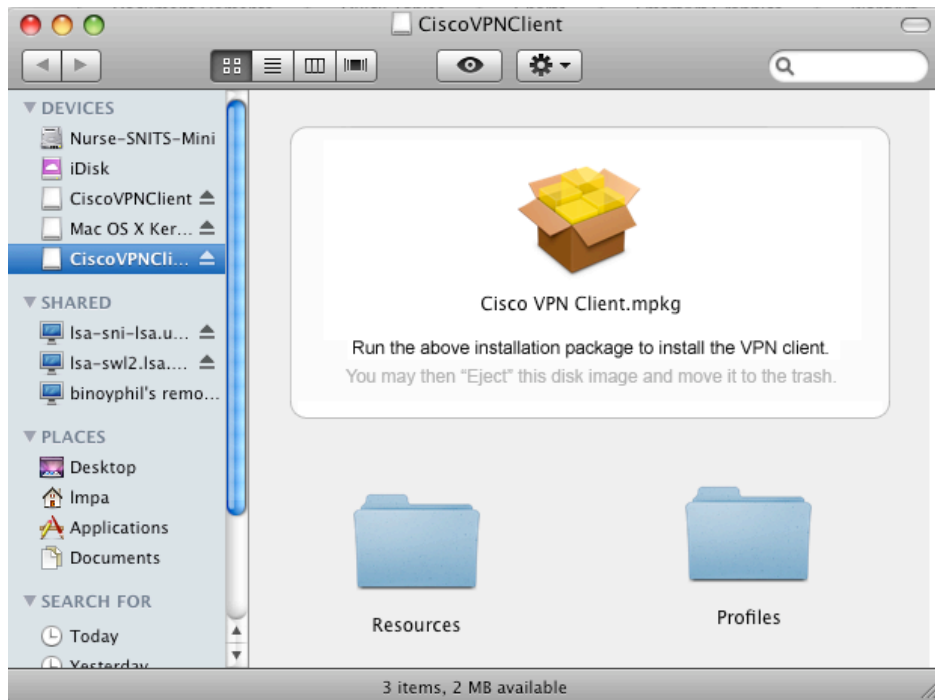 CiscoVPNClient
DEVICES
Nurse-SNITS-Mini
iDisk
CiscoVPNClient
Mac OS X Ker...
CiscoVPNCli...
SHARED
lsa-sni-lsa.u...
lsa-swl2.lsa....
binoyphil's remo...
PLACES
Desktop
Impa
Applications
Documents
SEARCH FOR
Today
Yesterday
Cisco VPN Client.mpkg
Run the above installation package to install the VPN client.
You may then “Eject” this disk image and move it to the trash.
Resources
Profiles
3 items, 2 MB available